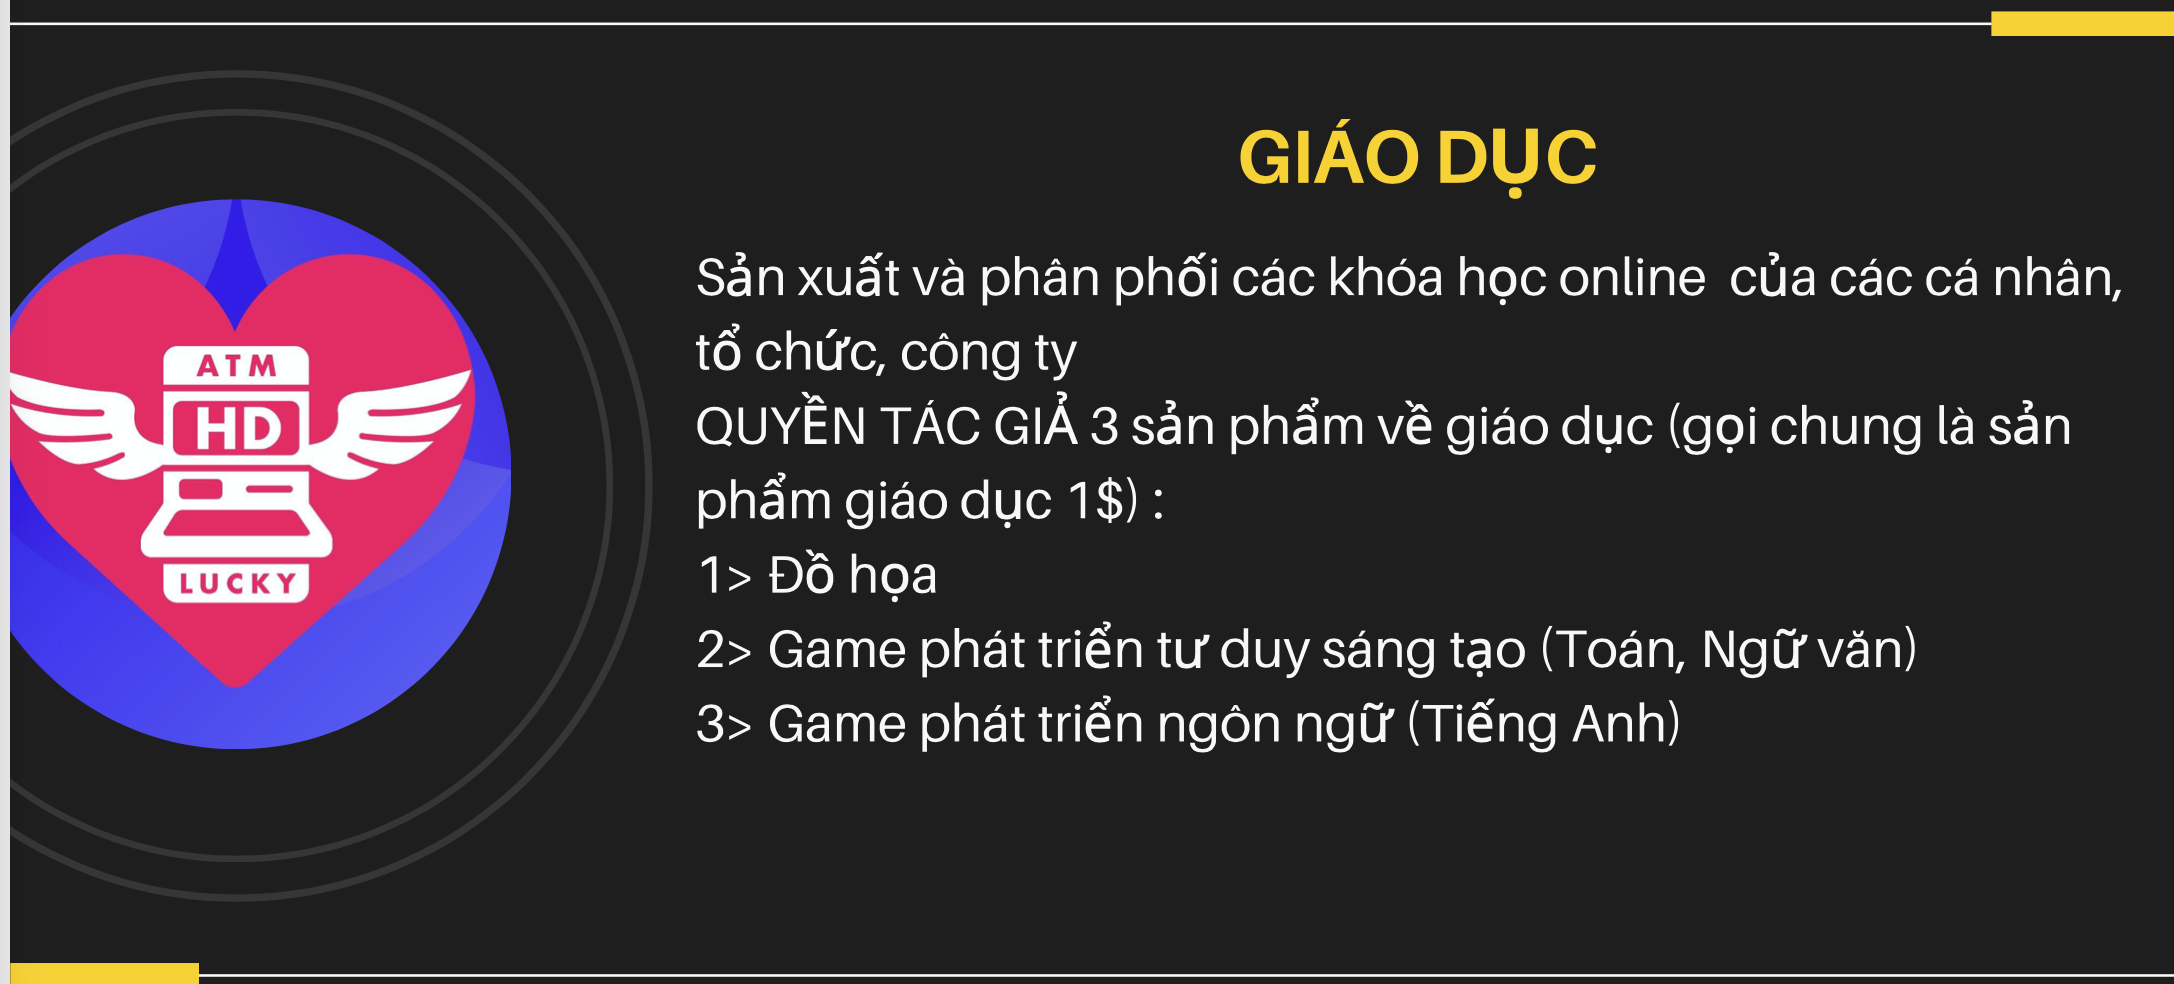 ATM
HD
LUCKY
GIÁO DỤC
Sản xuất và phân phối các khóa học online  của các cá nhân,
tổ chức, công ty
QUYỀN TÁC GIẢ 3 sản phẩm về giáo dục (gọi chung là sản
phẩm giáo dục 1$) :
1> Đồ họa
2> Game phát triển tư duy sáng tạo (Toán, Ngữ văn)
3> Game phát triển ngôn ngữ (Tiếng Anh)